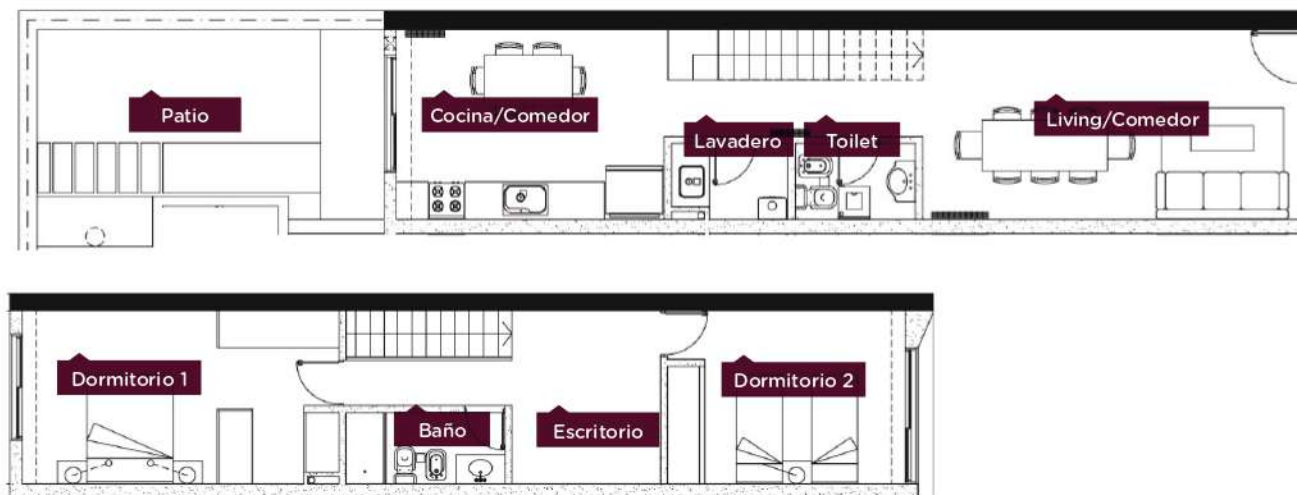 Patio
Cocina/Comedor
Lavadero
Toilet
Living/Comedor
Dormitorio 1
Baño
Escritorio
Dormitorio 2